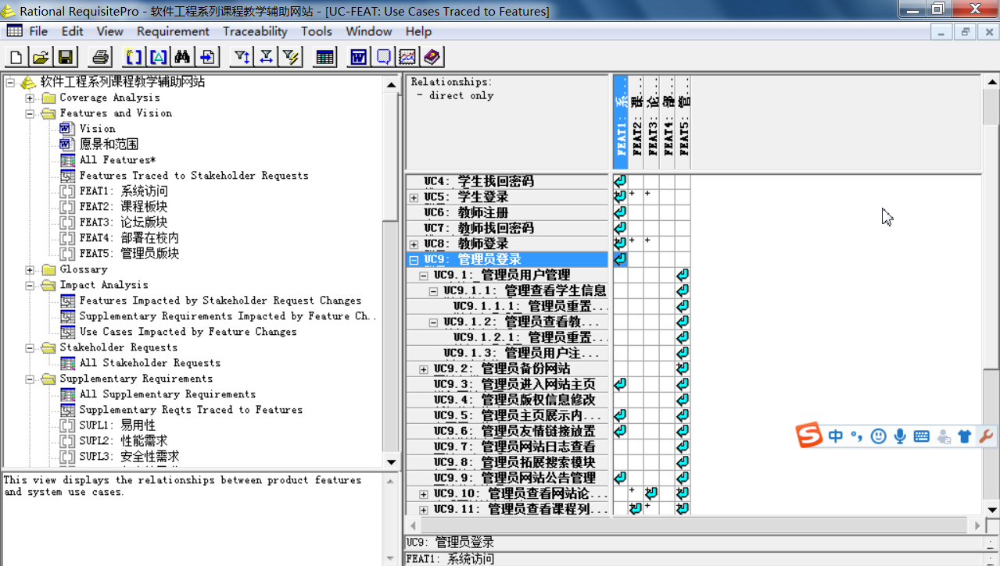 Rational RequisitePro - 软件工程系列课程教学辅助网站 - [UC-FEAT: Use Cases Traced to Features]
File Edit View Requirement Traceability Tools Window Help
软件工程系列课程教学辅助网站
Coverage Analysis
Features and Vision
Vision
愿景和范围
All Features*
Features Traced to Stakeholder Requests
FEAT1: 系统访问
FEAT2: 课程板块
FEAT3: 论坛版块
FEAT4: 部署在校内
FEAT5: 管理员版块
Glossary
Impact Analysis
Features Impacted by Stakeholder Request Changes
Supplementary Requirements Impacted by Feature Ch..
Use Cases Impacted by Feature Changes
Stakeholder Requests
All Stakeholder Requests
Supplementary Requirements
All Supplementary Requirements
Supplementary Reqts Traced to Features
SUPL1: 易用性
SUPL2: 性能需求
SUPL3: 安全性需求
This view displays the relationships between product features
and system use cases.
Relationships:
- direct only
FEAT1: 系...
FEAT2: 课...
FEAT3: 论...
FEAT4: 部...
FEAT5: 管...
UC4: 学生找回密码
UC5: 学生登录
UC6: 教师注册
UC7: 教师找回密码
UC8: 教师登录
UC9: 管理员登录
UC9.1: 管理员用户管理
UC9.1.1: 管理查看学生信息
UC9.1.1.1: 管理员重置...
UC9.1.2: 管理员查看教...
UC9.1.2.1: 管理员重置...
UC9.1.3: 管理员用户注...
UC9.2: 管理员备份网站
UC9.3: 管理员进入网站主页
UC9.4: 管理员版权信息修改
UC9.5: 管理员主页展示内...
UC9.6: 管理员友情链接放置
UC9.7: 管理员网站日志查看
UC9.8: 管理员拓展搜索模块
UC9.9: 管理员网站公告管理
UC9.10: 管理员查看网站论...
UC9.11: 管理员查看课程列...
中
UC9: 管理员登录
FEAT1: 系统访问